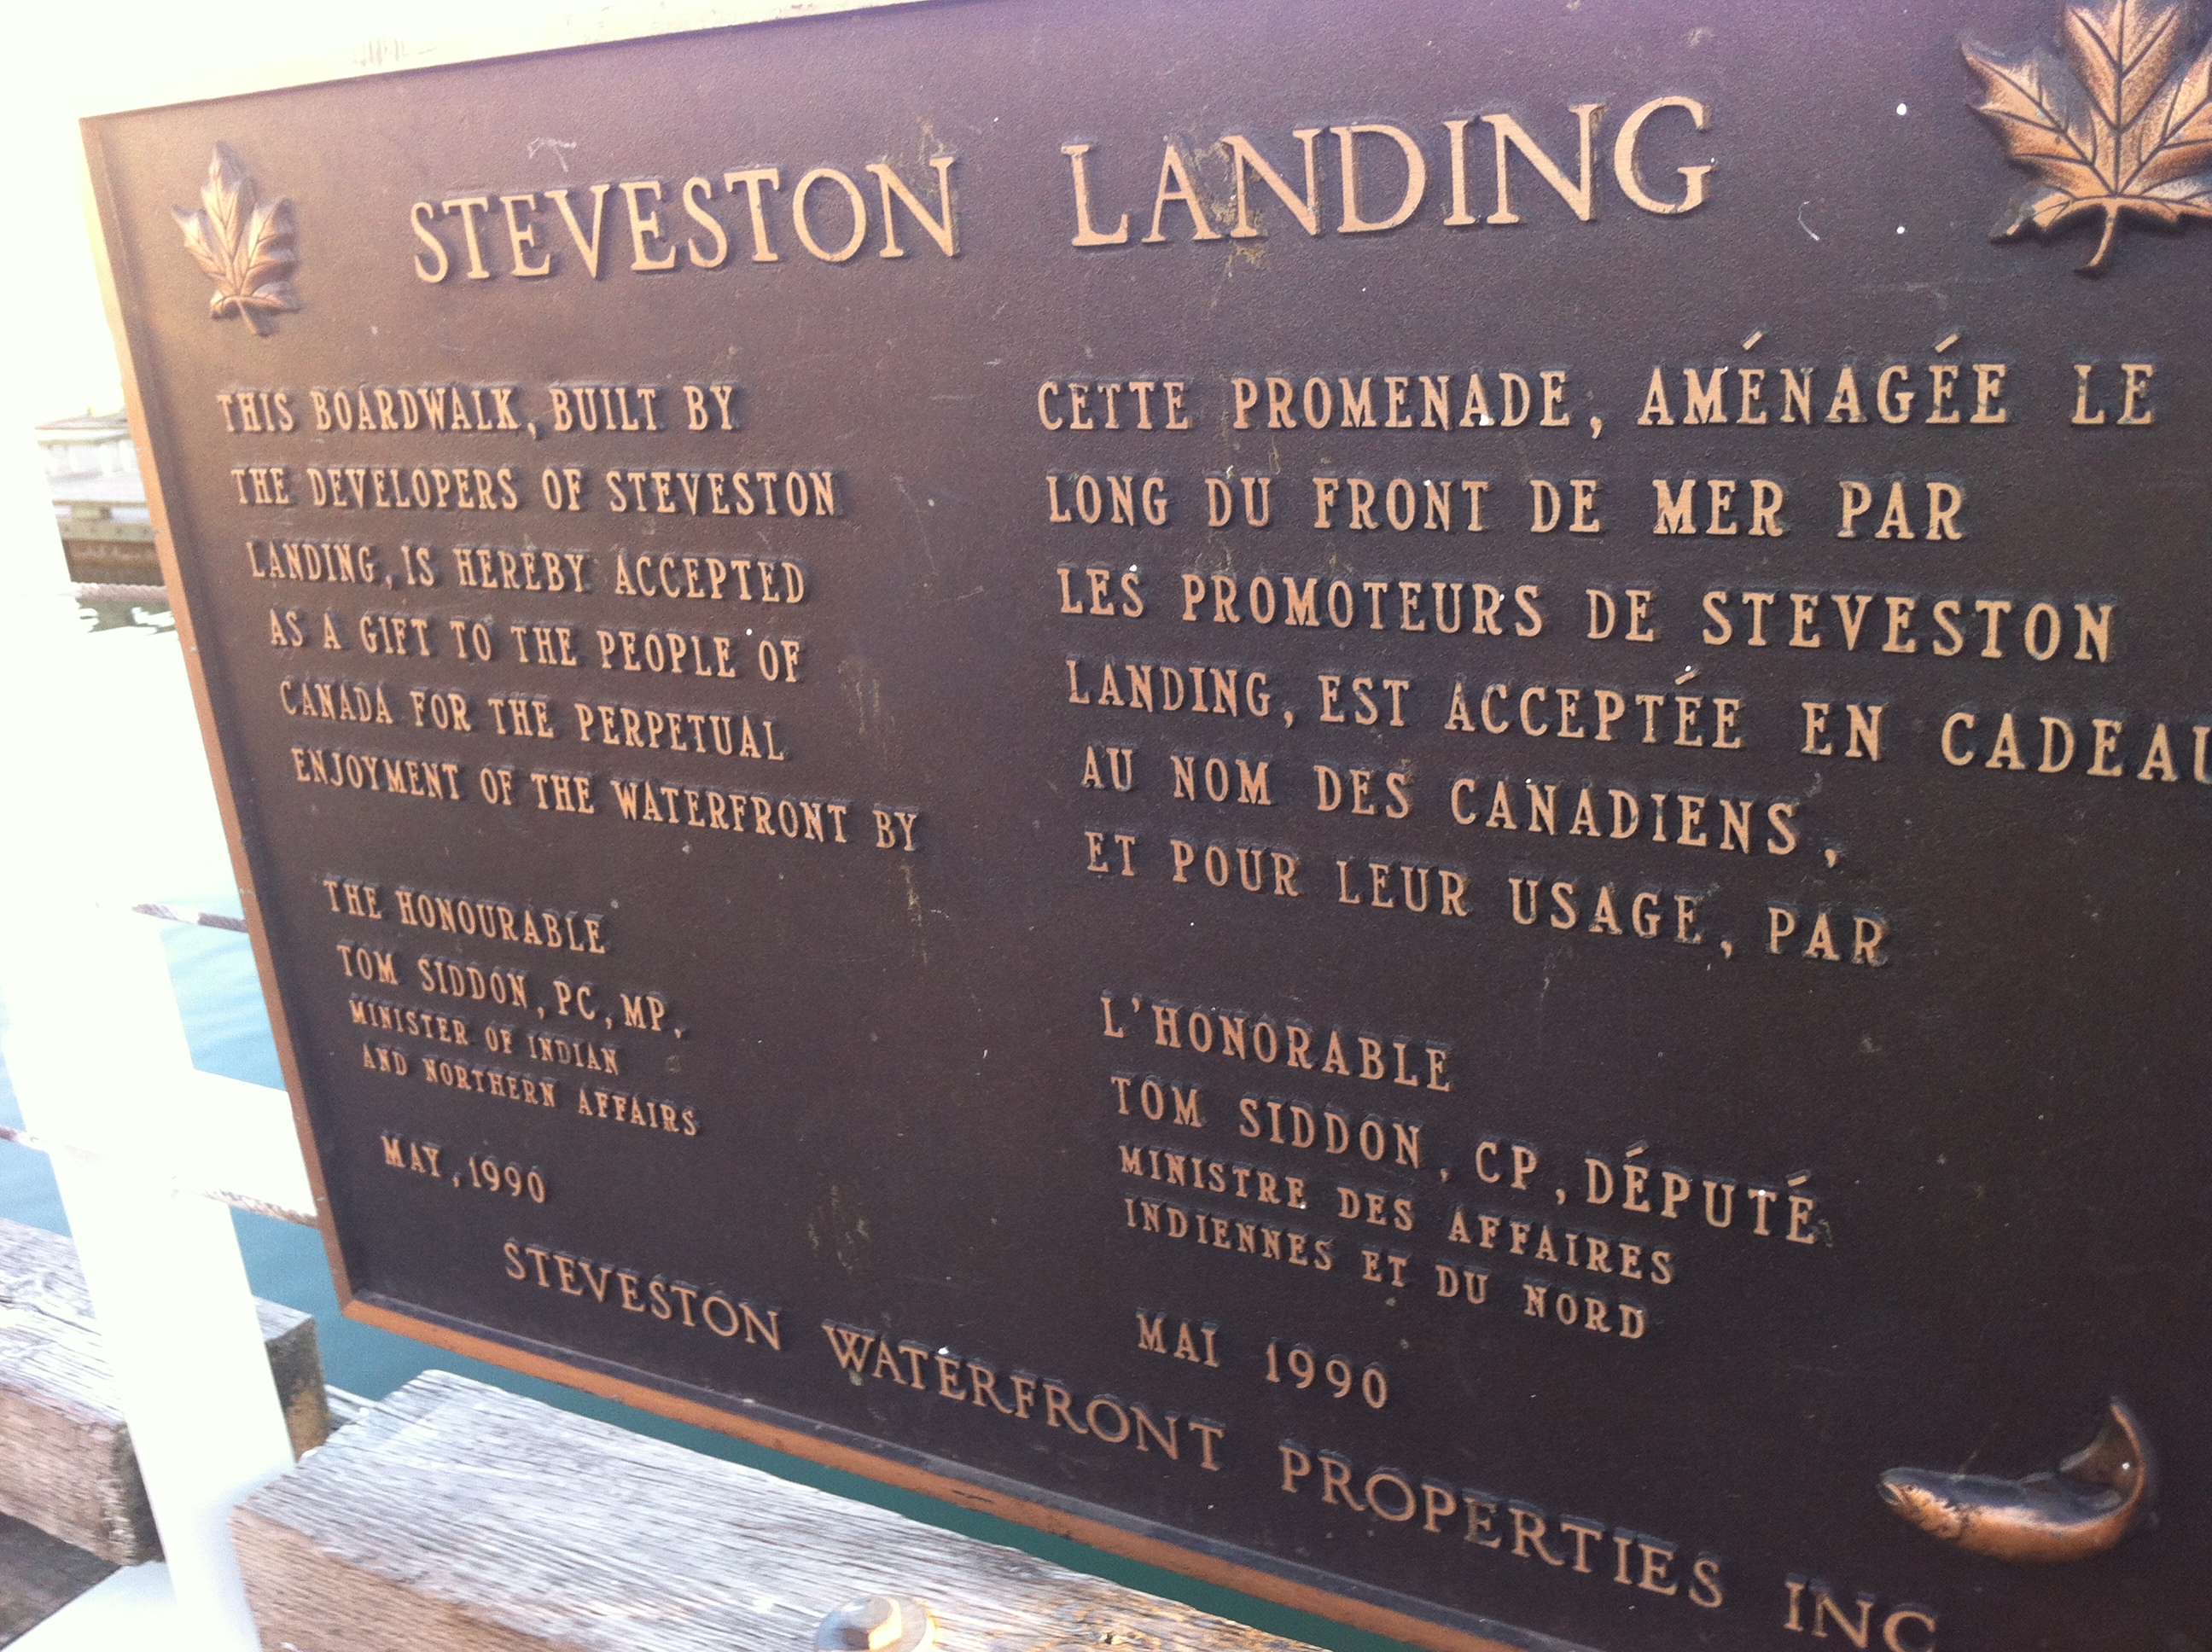 STEVESTON LANDING
THIS BOARDWALK, BUILT BY
THE DEVELOPERS OF STEVESTON
LANDING, IS HEREBY ACCEPTED
AS A GIFT TO THE PEOPLE OF
CANADA FOR THE PERPETUAL
ENJOYMENT OF THE WATERFRONT BY
THE HONOURABLE
TOM SIDDON, PC, MP,
MINISTER OF INDIAN
AND NORTHERN AFFAIRS
MAY, 1990
CETTE PROMENADE, AMÉNAGÉE LE
LONG DU FRONT DE MER PAR
LES PROMOTEURS DE STEVESTON
LANDING, EST ACCEPTÉE EN CADEAU
AU NOM DES CANADIENS,
ET POUR LEUR USAGE, PAR
L'HONORABLE
TOM SIDDON, CP, DÉPUTÉ
MINISTRE DES AFFAIRES
INDIENNES ET DU NORD
MAI 1990
STEVESTON WATERFRONT PROPERTIES INC